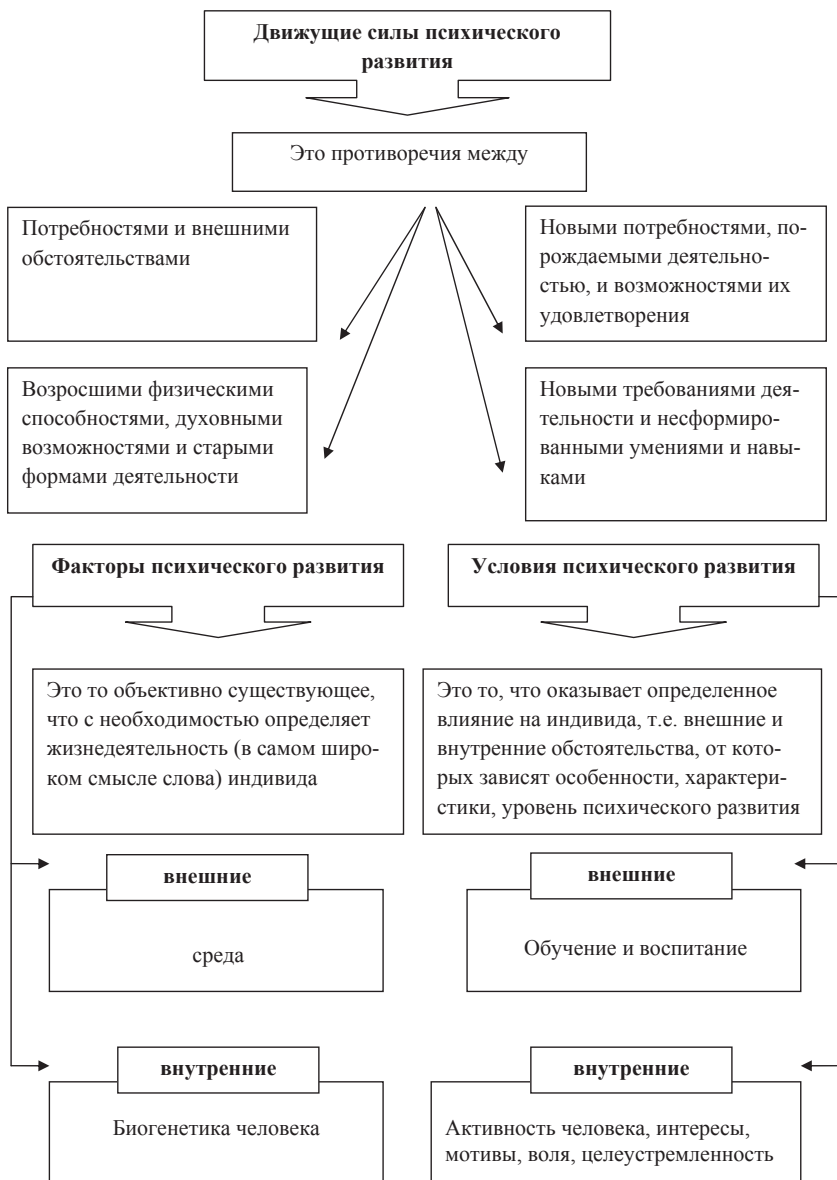 Движущие силы психического
развития
Это противоречия между
Потребностями и внешними
обстоятельствами
Новыми потребностями, по-
рождаемыми деятельно-
стью, и возможностями их
удовлетворения
Возросшими физическими
способностями, духовными
возможностями и старыми
формами деятельности
Новыми требованиями дея-
тельности и несформиро-
ванными умениями и навы-
ками
Факторы психического развития
Условия психического развития
Это то объективно существующее,
что с необходимостью определяет
жизнедеятельность (в самом широ-
ком смысле слова) индивида
Это то, что оказывает определенное
влияние на индивида, т.е. внешние и
внутренние обстоятельства, от кото-
рых зависят особенности, характери-
стики, уровень психического развития
внешние
среда
внешние
Обучение и воспитание
внутренние
Биогенетика человека
внутренние
Активность человека, интересы,
мотивы, воля, целеустремленность